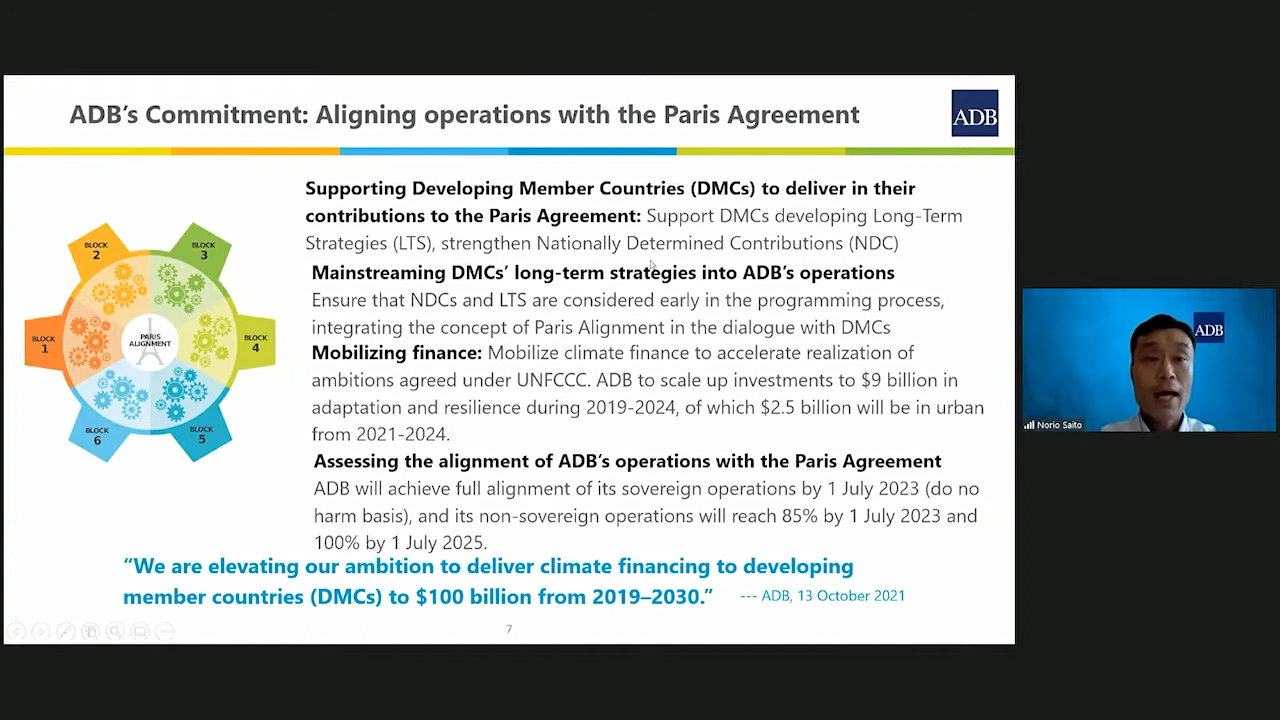 ADB's Commitment: Aligning operations with the Paris Agreement
ADB
Supporting Developing Member Countries (DMCs) to deliver in their
contributions to the Paris Agreement: Support DMCs developing Long-Term
Strategies (LTS), strengthen Nationally Determined Contributions (NDC)
Mainstreaming DMCs' long-term strategies into ADB's operations
Ensure that NDCs and LTS are considered early in the programming process,
integrating the concept of Paris Alignment in the dialogue with DMCs
Mobilizing finance: Mobilize climate finance to accelerate realization of
ambitions agreed under UNFCCC. ADB to scale up investments to $9 billion in
adaptation and resilience during 2019-2024, of which $2.5 billion will be in urban
from 2021-2024.
Assessing the alignment of ADB's operations with the Paris Agreement
ADB will achieve full alignment of its sovereign operations by 1 July 2023 (do no
harm basis), and its non-sovereign operations will reach 85% by 1 July 2023 and
100% by 1 July 2025.
"We are elevating our ambition to deliver climate financing to developing
member countries (DMCs) to $100 billion from 2019–2030."
--- ADB, 13 October 2021
BLOCK
1
BLOCK
2
BLOCK
3
BLOCK
4
BLOCK
5
BLOCK
6
PARIS
ALIGNMENT
7
ADB
Norio Saito